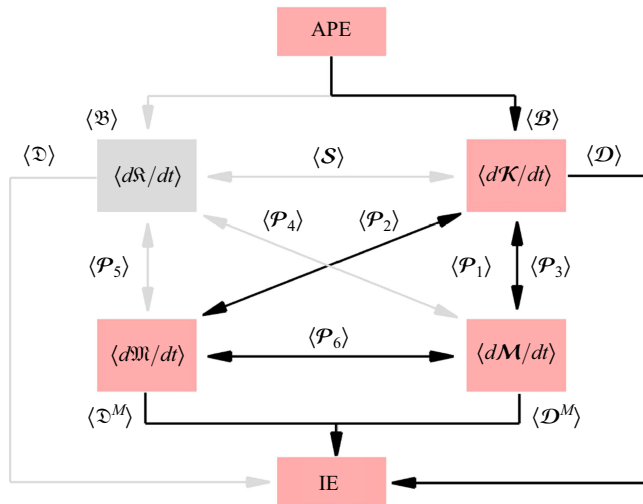 APE
⟨𝔅⟩ ⟨𝓑⟩
⟨𝔇⟩ ⟨𝓢⟩ ⟨𝓓⟩
⟨d𝔎/dt⟩ ⟨d𝓚/dt⟩
⟨𝓟₄⟩ ⟨𝓟₂⟩
⟨𝓟₅⟩ ⟨𝓟₁⟩ ⟨𝓟₃⟩
⟨𝓟₆⟩
⟨d𝔐/dt⟩ ⟨d𝓜/dt⟩
⟨𝔇ᴹ⟩ ⟨𝓓ᴹ⟩
IE